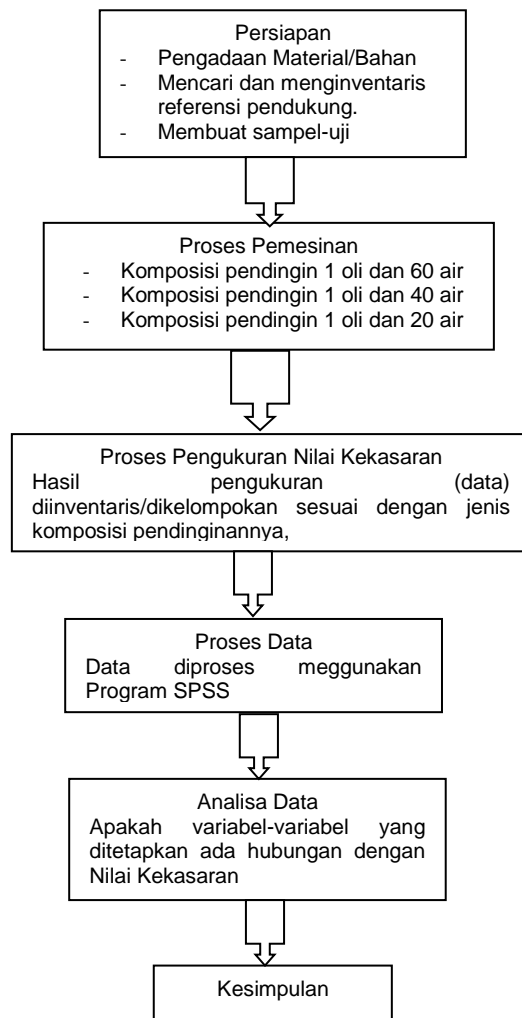 Persiapan
- Pengadaan Material/Bahan
- Mencari dan menginventaris
referensi pendukung.
- Membuat sampel-uji
Proses Pemesinan
- Komposisi pendingin 1 oli dan 60 air
- Komposisi pendingin 1 oli dan 40 air
- Komposisi pendingin 1 oli dan 20 air
Proses Pengukuran Nilai Kekasaran
Hasil pengukuran (data)
diinventaris/dikelompokan sesuai dengan jenis
komposisi pendinginannya,
Proses Data
Data diproses meggunakan
Program SPSS
Analisa Data
Apakah variabel-variabel yang
ditetapkan ada hubungan dengan
Nilai Kekasaran
Kesimpulan